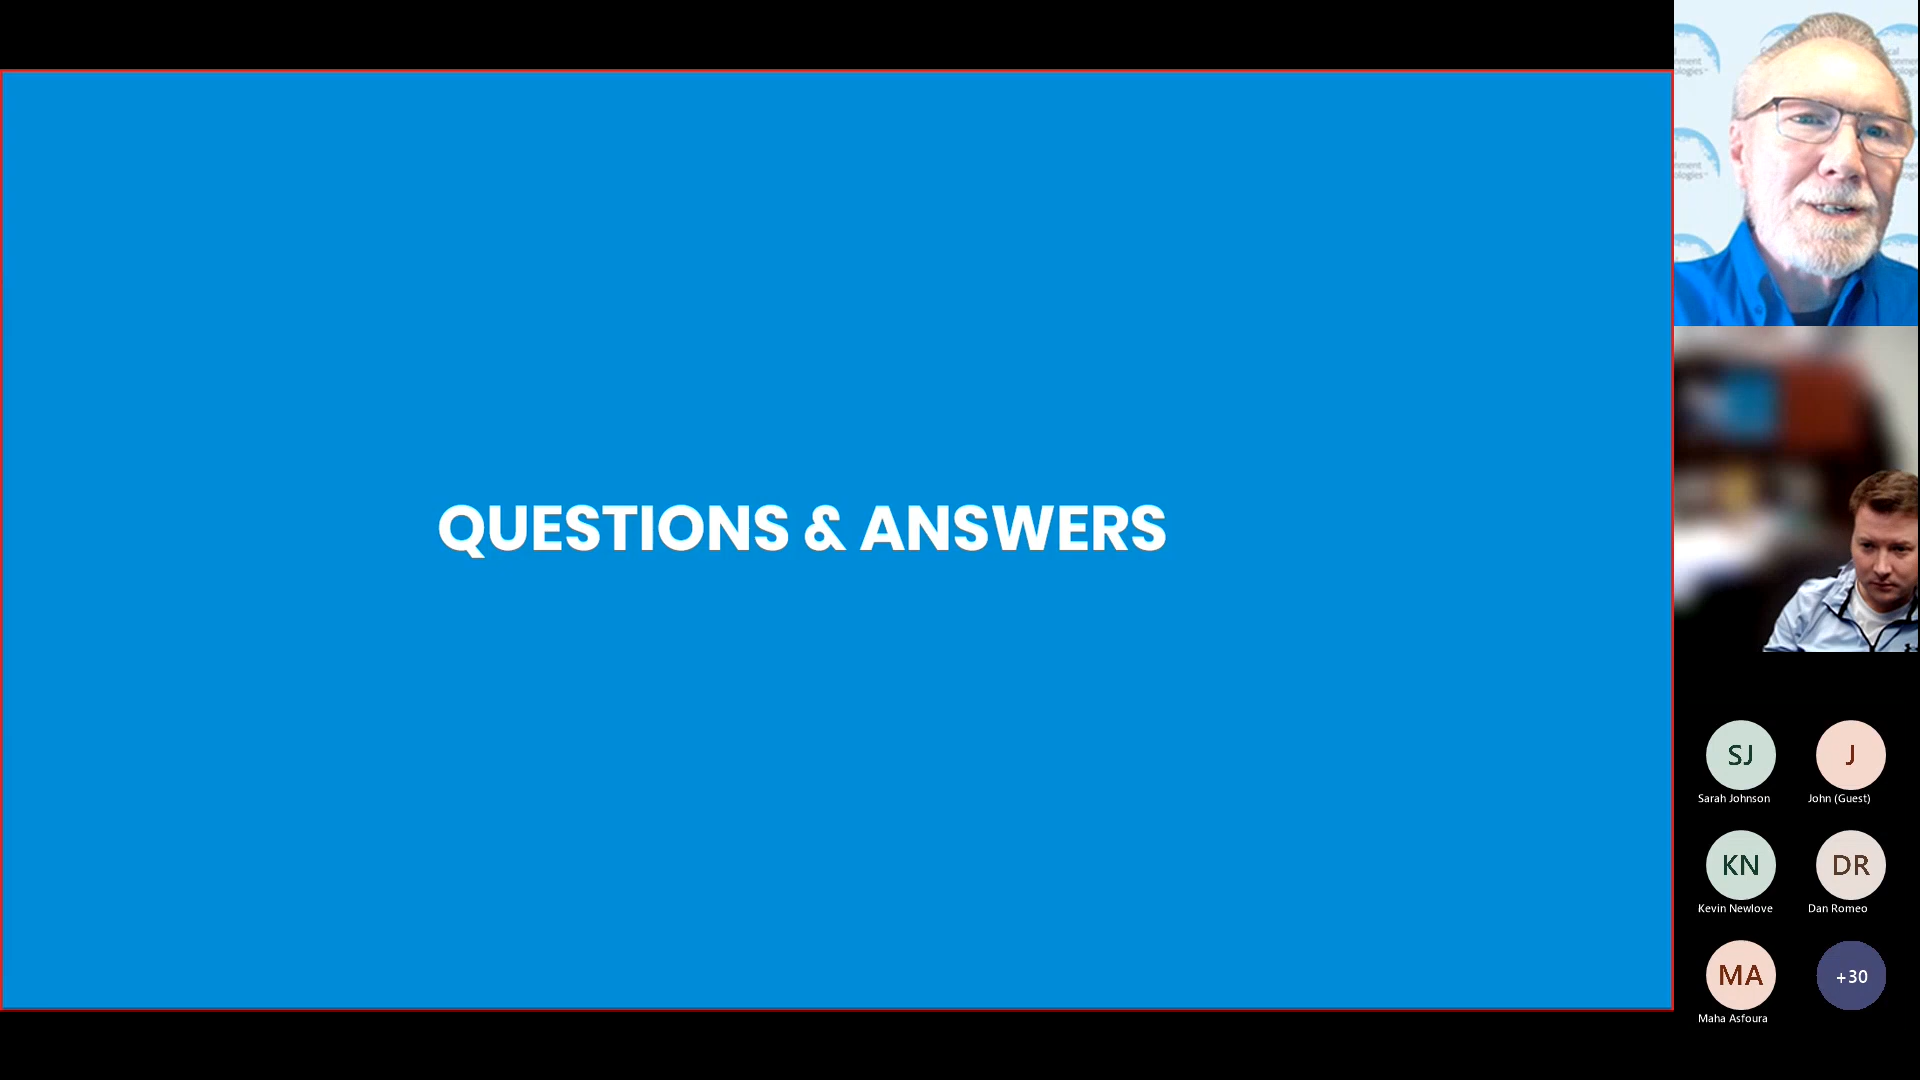 QUESTIONS & ANSWERS
SJ
J
Sarah Johnson
John (Guest)
KN
DR
Kevin Newlove
Dan Romeo
MA
+30
Maha Asfoura